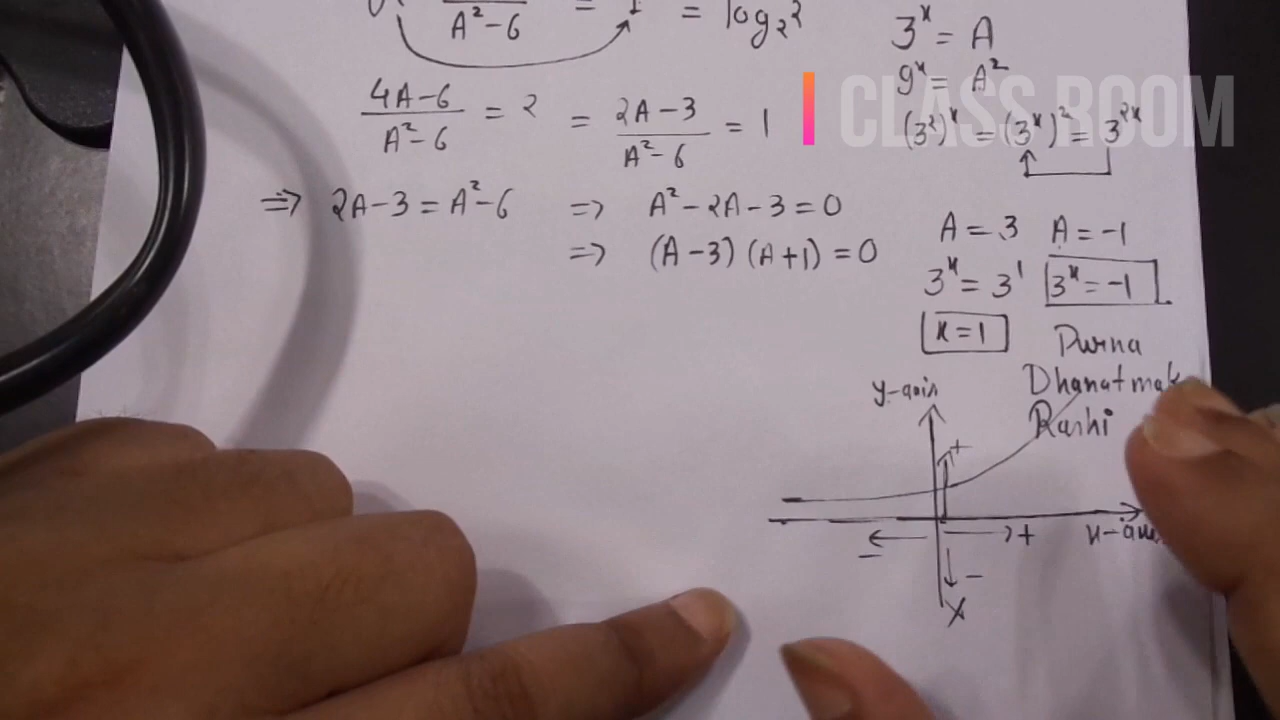 A²-6 = 1 = log₂2
3ˣ = A
9ˣ = A²
CLASS ROOM
(3²)ˣ = (3ˣ)² = 3²ˣ
4A-6 / A²-6 = 2 = 2A-3 / A²-6 = 1
=> 2A-3 = A²-6 => A²-2A-3 = 0
=> (A-3) (A+1) = 0
A = 3 A = -1
3ˣ = 3¹ 3ˣ = -1
x = 1
Purna
Dhanatmak
Rashi
y-axis
+
x-axis
- +
-